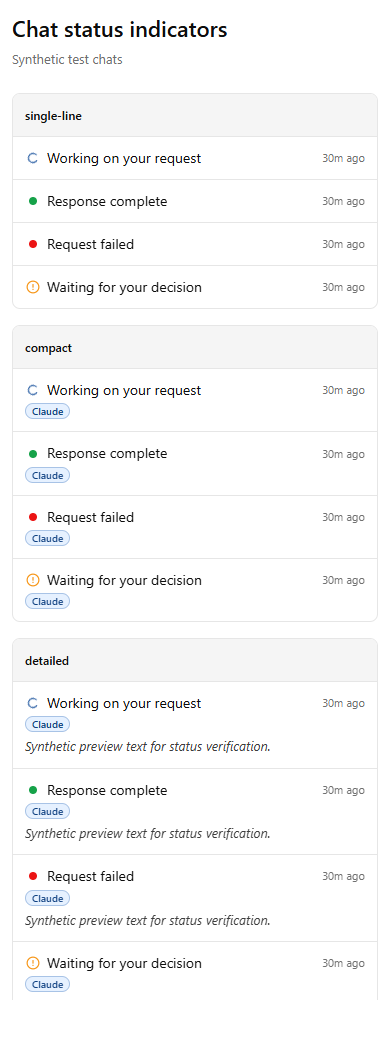 Chat status indicators
Synthetic test chats
single-line
Working on your request 30m ago
Response complete 30m ago
Request failed 30m ago
Waiting for your decision 30m ago
compact
Working on your request 30m ago
Claude
Response complete 30m ago
Claude
Request failed 30m ago
Claude
Waiting for your decision 30m ago
Claude
detailed
Working on your request 30m ago
Claude
Synthetic preview text for status verification.
Response complete 30m ago
Claude
Synthetic preview text for status verification.
Request failed 30m ago
Claude
Synthetic preview text for status verification.
Waiting for your decision 30m ago
Claude